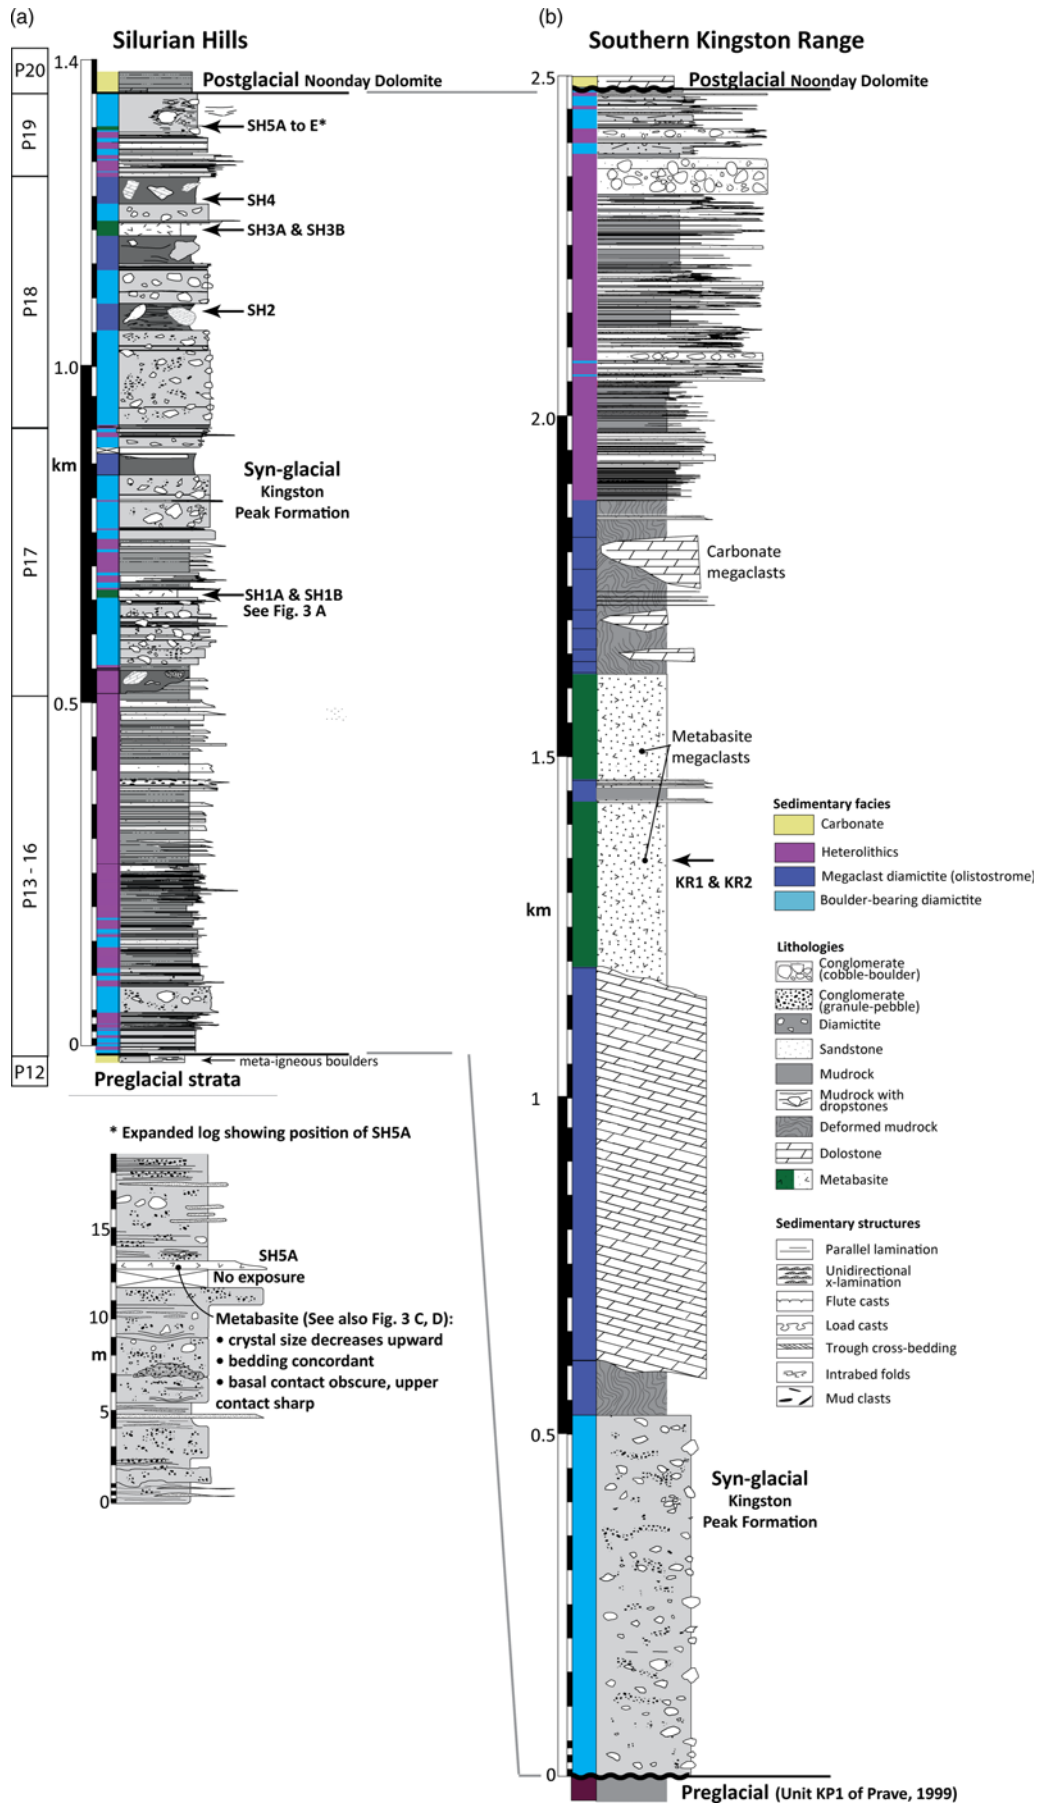 (a)
Silurian Hills
P20
P19
P18
P17
P13 - 16
P12
1.4
1.0
km
0.5
0
Postglacial Noonday Dolomite
SH5A to E*
SH4
SH3A & SH3B
SH2
Syn-glacial
Kingston
Peak Formation
SH1A & SH1B
See Fig. 3 A
meta-igneous boulders
Preglacial strata
* Expanded log showing position of SH5A
15
10
m
5
0
SH5A
No exposure
Metabasite (See also Fig. 3 C, D):
• crystal size decreases upward
• bedding concordant
• basal contact obscure, upper
contact sharp
(b)
Southern Kingston Range
2.5
2.0
1.5
km
1
0.5
0
Postglacial Noonday Dolomite
Carbonate
megaclasts
Metabasite
megaclasts
KR1 & KR2
Syn-glacial
Kingston
Peak Formation
Preglacial (Unit KP1 of Prave, 1999)
Sedimentary facies
Carbonate
Heterolithics
Megaclast diamictite (olistostrome)
Boulder-bearing diamictite
Lithologies
Conglomerate
(cobble-boulder)
Conglomerate
(granule-pebble)
Diamictite
Sandstone
Mudrock
Mudrock with
dropstones
Deformed mudrock
Dolostone
Metabasite
Sedimentary structures
Parallel lamination
Unidirectional
x-lamination
Flute casts
Load casts
Trough cross-bedding
Intrabed folds
Mud clasts